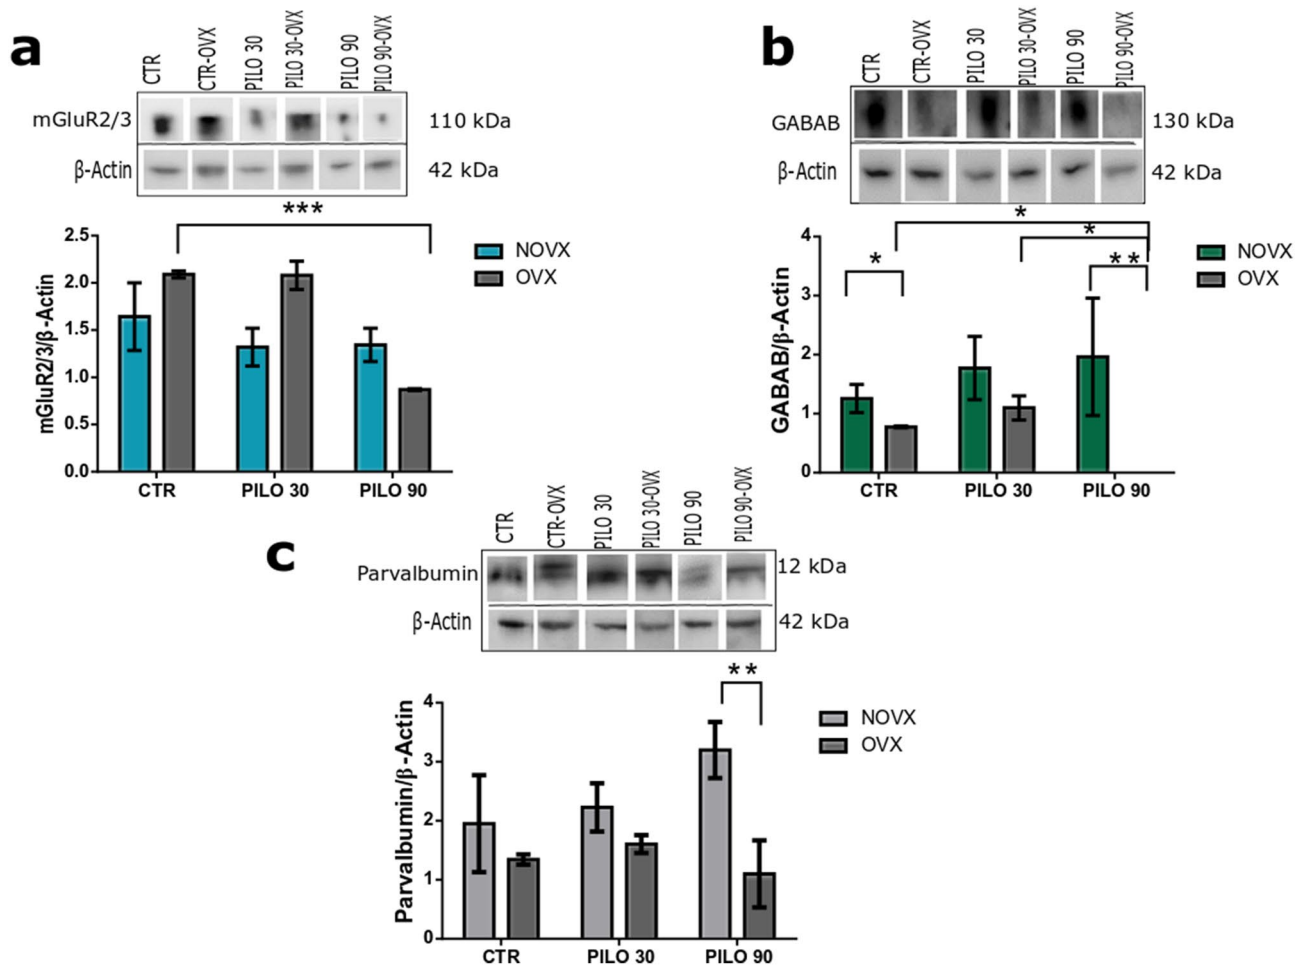 a
CTR
CTR-OVX
PILO 30
PILO 30-OVX
PILO 90
PILO 90-OVX
mGluR2/3
110 kDa
β-Actin
42 kDa
***
mGluR2/3/β-Actin
2.5
2.0
1.5
1.0
0.5
0.0
CTR
PILO 30
PILO 90
NOVX
OVX
b
CTR
CTR-OVX
PILO 30
PILO 30-OVX
PILO 90
PILO 90-OVX
GABAB
130 kDa
β-Actin
42 kDa
*
*
**
*
GABAB/β-Actin
4
3
2
1
0
CTR
PILO 30
PILO 90
NOVX
OVX
c
CTR
CTR-OVX
PILO 30
PILO 30-OVX
PILO 90
PILO 90-OVX
Parvalbumin
12 kDa
β-Actin
42 kDa
**
Parvalbumin/β-Actin
4
3
2
1
0
CTR
PILO 30
PILO 90
NOVX
OVX